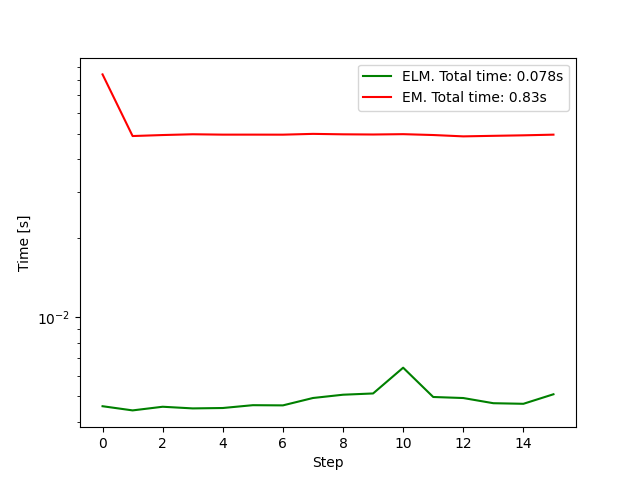 ELM. Total time: 0.078s
EM. Total time: 0.83s
Time [s]
10⁻²
0 2 4 6 8 10 12 14
Step